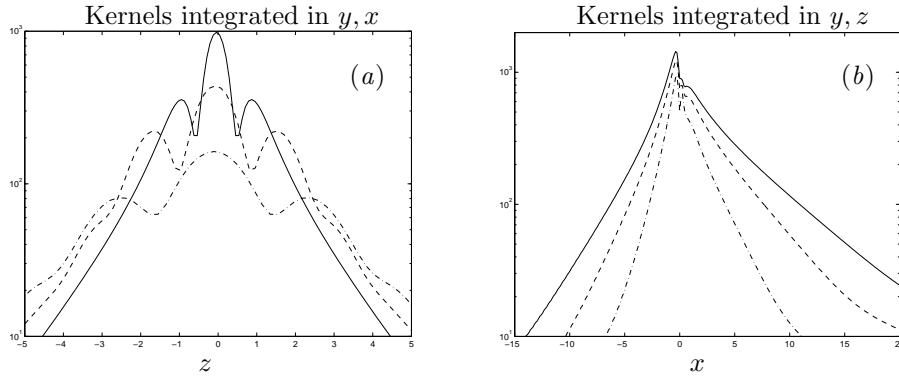 Kernels integrated in y, x
10^3
10^2
10^1
(a)
−5 −4 −3 −2 −1 0 1 2 3 4 5
z
Kernels integrated in y, z
10^3
10^2
10^1
(b)
−15 −10 −5 0 5 10 15 20
x